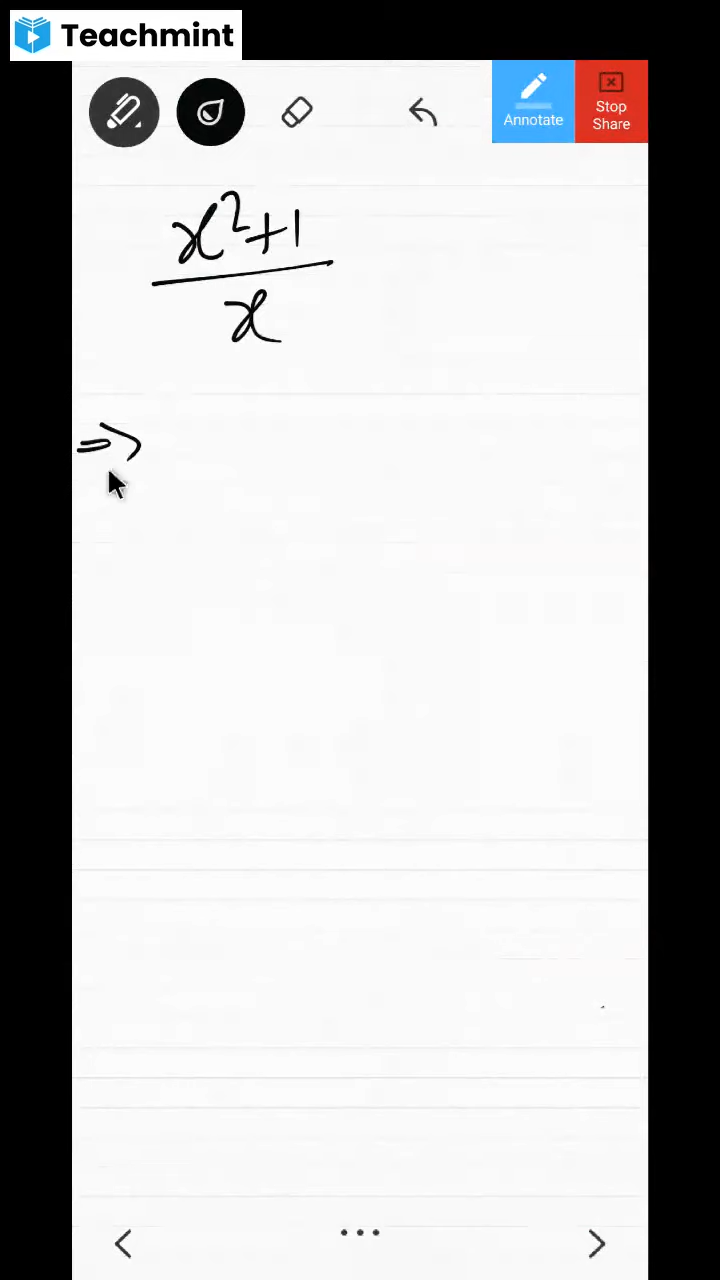 Teachmint
Annotate
Stop
Share
x²+1
x
=>